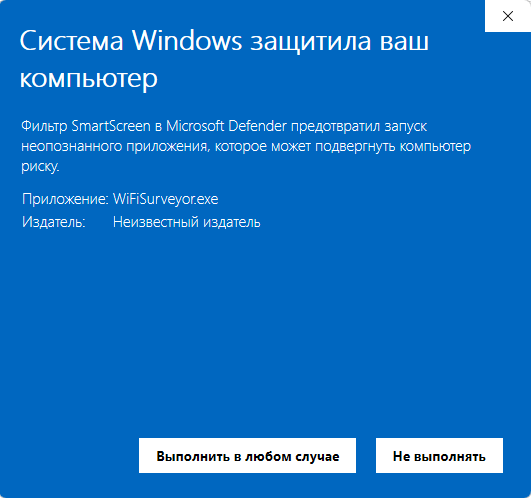 Система Windows защитила ваш
компьютер
Фильтр SmartScreen в Microsoft Defender предотвратил запуск
неопознанного приложения, которое может подвергнуть компьютер
риску.
Приложение: WiFiSurveyor.exe
Издатель: Неизвестный издатель
Выполнить в любом случае Не выполнять